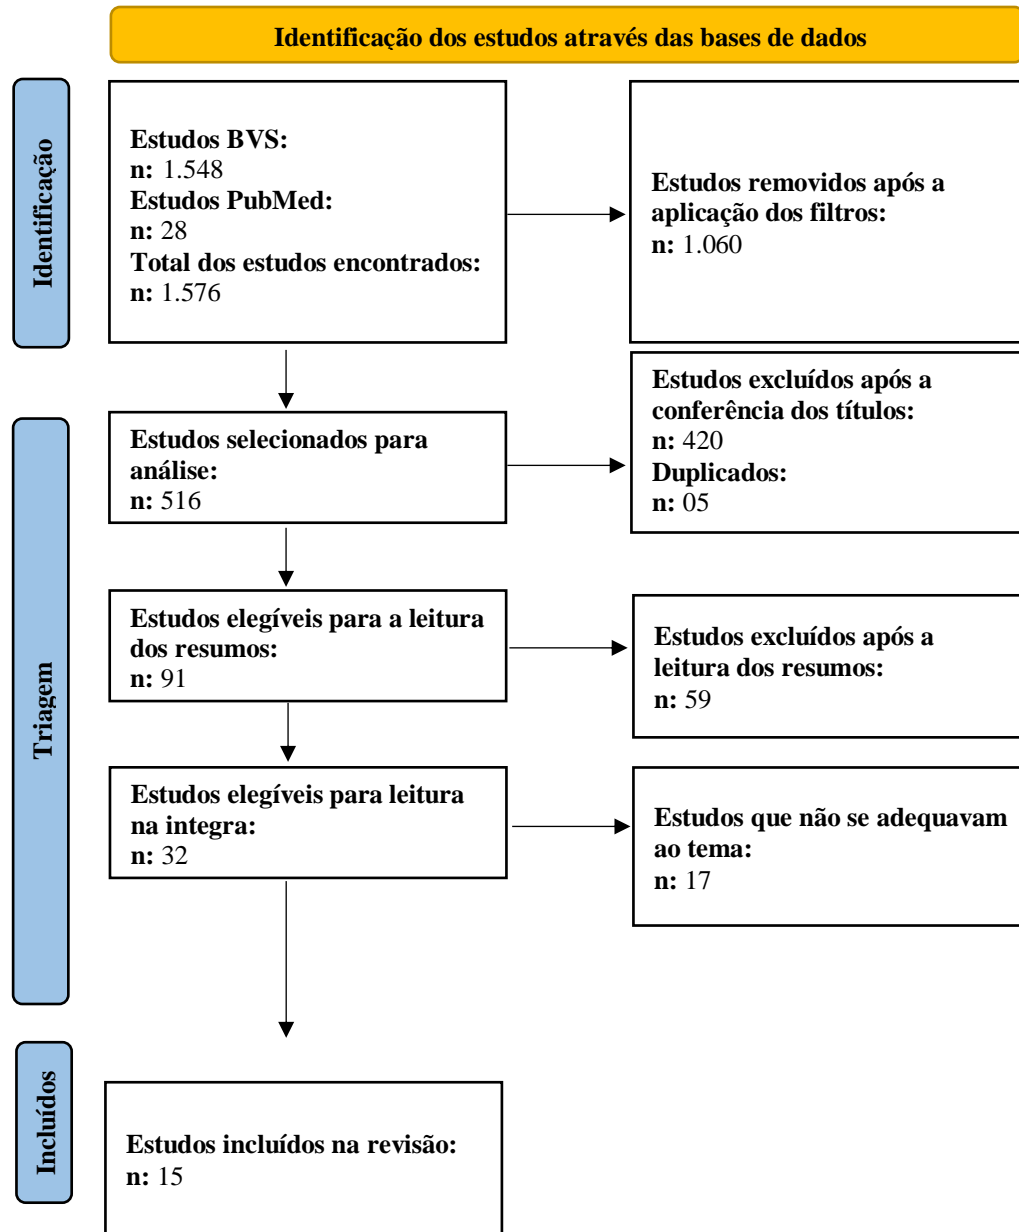 Identificação dos estudos através das bases de dados
Identificação
Estudos BVS:
n: 1.548
Estudos PubMed:
n: 28
Total dos estudos encontrados:
n: 1.576
Estudos removidos após a
aplicação dos filtros:
n: 1.060
Triagem
Estudos selecionados para
análise:
n: 516
Estudos excluídos após a
conferência dos títulos:
n: 420
Duplicados:
n: 05
Estudos elegíveis para a leitura
dos resumos:
n: 91
Estudos excluídos após a
leitura dos resumos:
n: 59
Estudos elegíveis para leitura
na integra:
n: 32
Estudos que não se adequavam
ao tema:
n: 17
Incluídos
Estudos incluídos na revisão:
n: 15